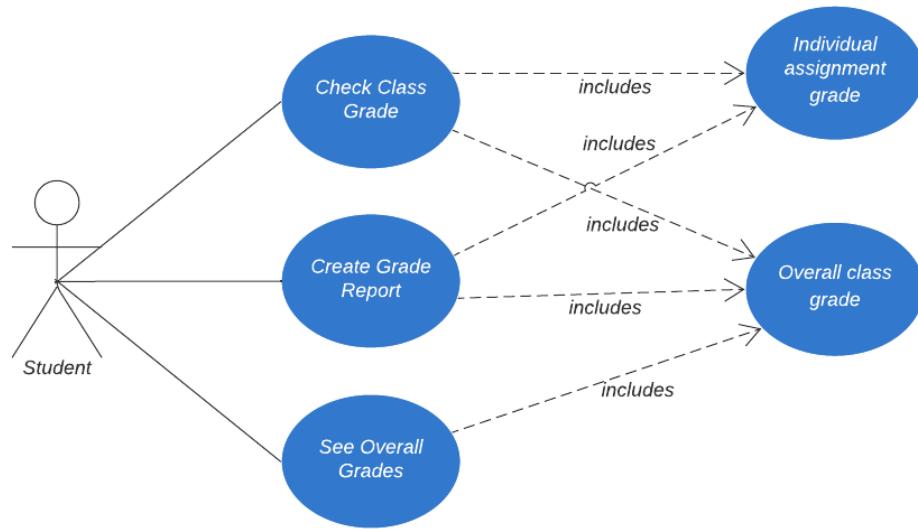 Check Class
Grade
includes
Individual
assignment
grade
includes
includes
Create Grade
Report
includes
Overall class
grade
Student
includes
See Overall
Grades